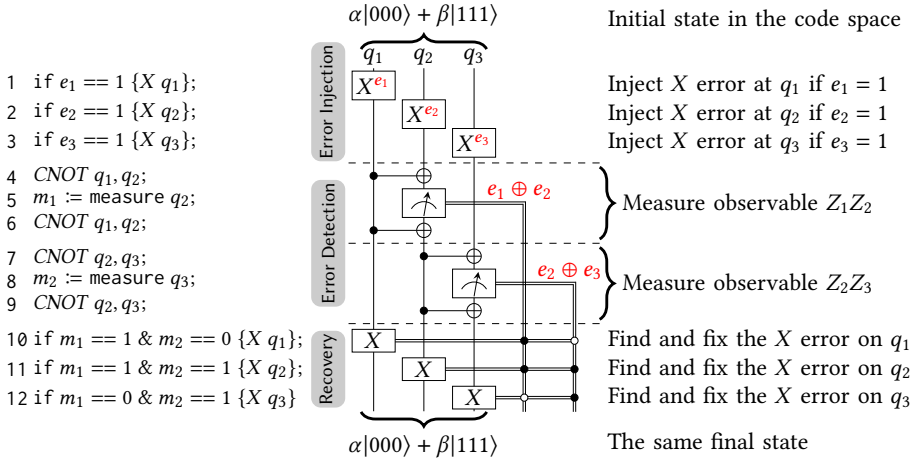 α|000⟩ + β|111⟩ Initial state in the code space
q₁ q₂ q₃
Error Injection
1 if e₁ == 1 {X q₁}; X^e₁ Inject X error at q₁ if e₁ = 1
2 if e₂ == 1 {X q₂}; X^e₂ Inject X error at q₂ if e₂ = 1
3 if e₃ == 1 {X q₃}; X^e₃ Inject X error at q₃ if e₃ = 1
Error Detection
4 CNOT q₁, q₂;
5 m₁ := measure q₂; e₁ ⊕ e₂ Measure observable Z₁Z₂
6 CNOT q₁, q₂;
7 CNOT q₂, q₃;
8 m₂ := measure q₃; e₂ ⊕ e₃ Measure observable Z₂Z₃
9 CNOT q₂, q₃;
Recovery
10 if m₁ == 1 & m₂ == 0 {X q₁}; X Find and fix the X error on q₁
11 if m₁ == 1 & m₂ == 1 {X q₂}; X Find and fix the X error on q₂
12 if m₁ == 0 & m₂ == 1 {X q₃} X Find and fix the X error on q₃
α|000⟩ + β|111⟩ The same final state